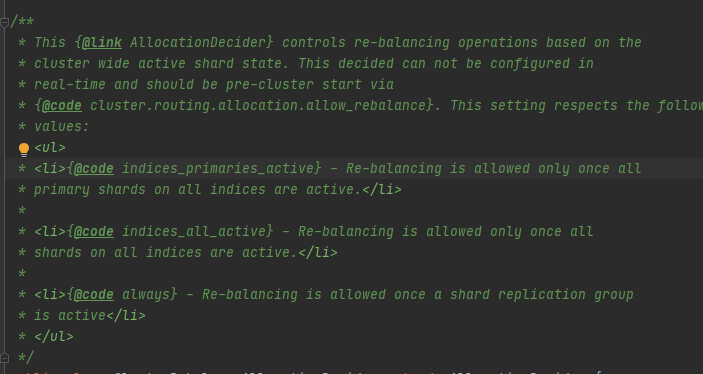 /**
 * This {@link AllocationDecider} controls re-balancing operations based on the
 * cluster wide active shard state. This decided can not be configured in
 * real-time and should be pre-cluster start via
 * {@code cluster.routing.allocation.allow_rebalance}. This setting respects the follow
 * values:
 <ul>
 * <li>{@code indices_primaries_active} - Re-balancing is allowed only once all
 * primary shards on all indices are active.</li>
 *
 * <li>{@code indices_all_active} - Re-balancing is allowed only once all
 * shards on all indices are active.</li>
 *
 * <li>{@code always} - Re-balancing is allowed once a shard replication group
 * is active</li>
 * </ul>
 */